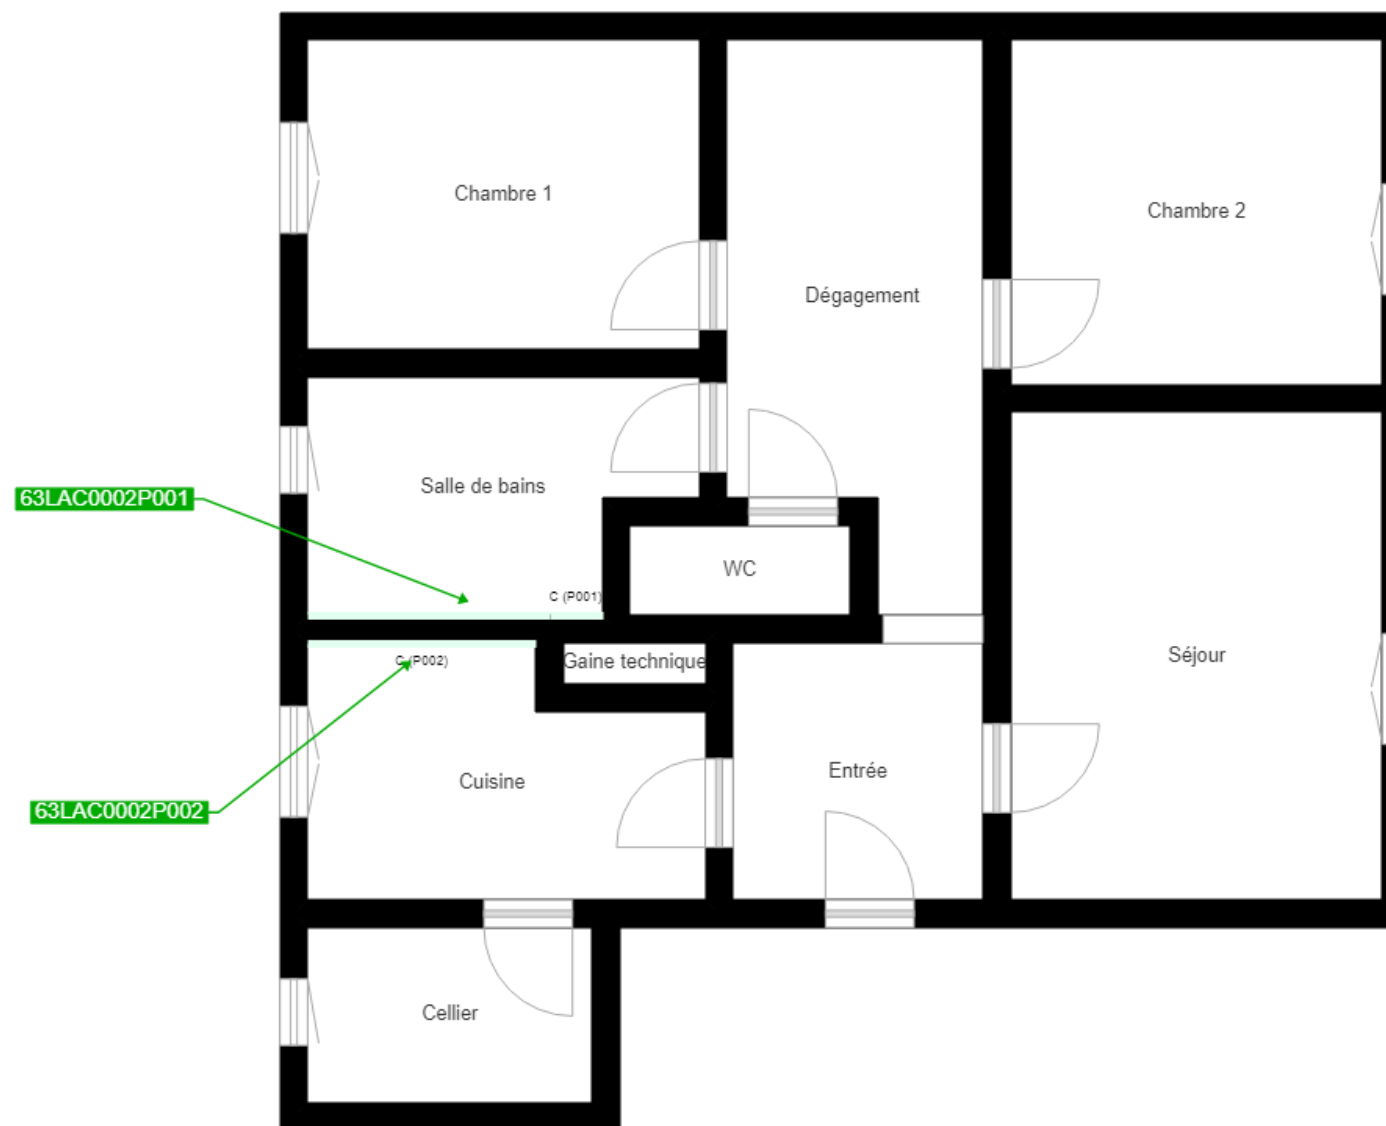 Chambre 1
Chambre 2
Dégagement
Salle de bains
63LAC0002P001
WC
C (P001)
C (P002)
Gaine technique
Séjour
Entrée
Cuisine
63LAC0002P002
Cellier